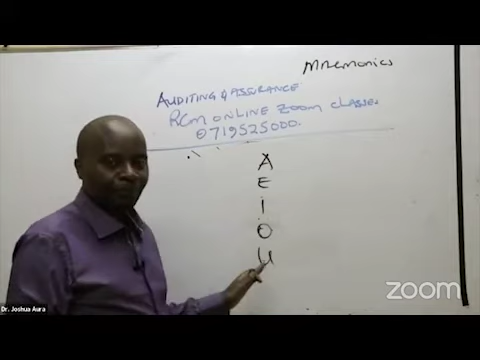 Mnemonics
AUDITING & ASSURANCE
RCM ONLINE ZOOM classes
0719525000.
A
E
I
O
U
zoom
Dr. Joshua Aura